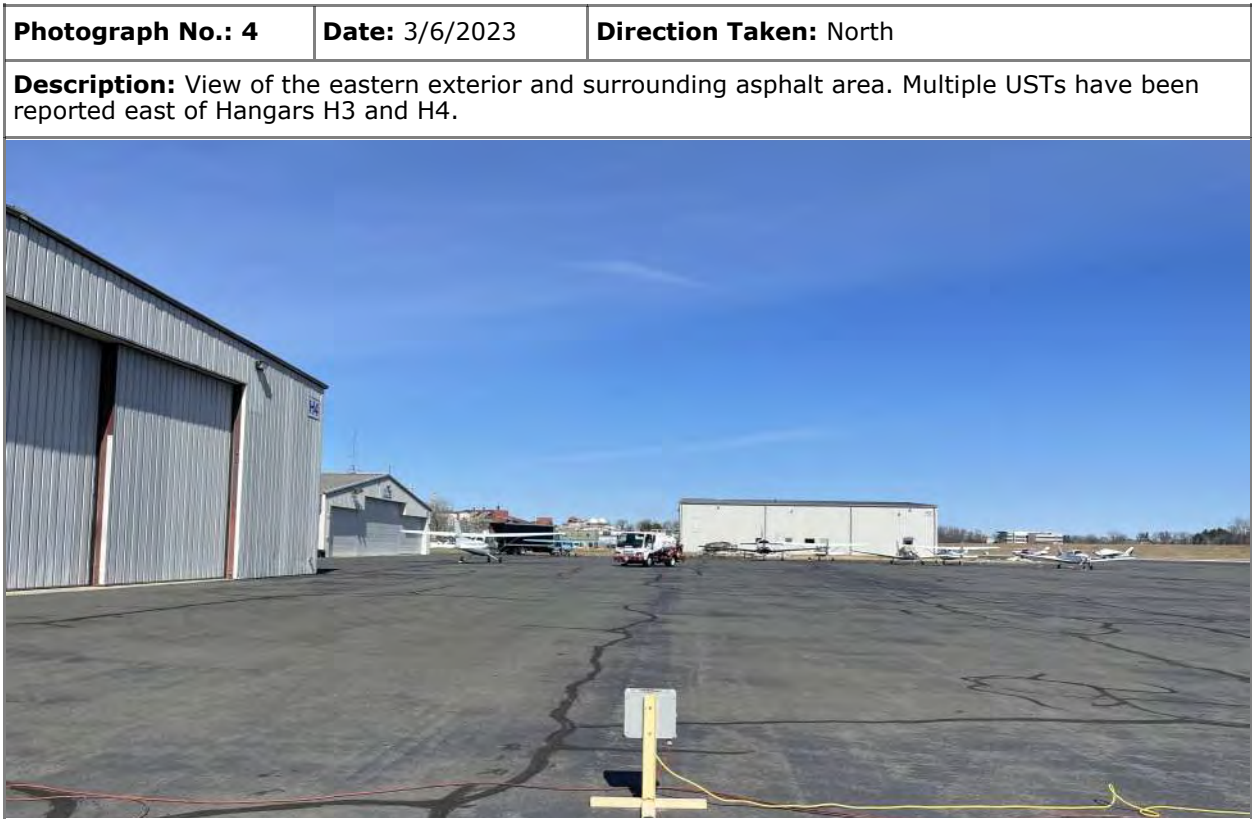 Photograph No.: 4
Date: 3/6/2023
Direction Taken: North
Description: View of the eastern exterior and surrounding asphalt area. Multiple USTs have been
reported east of Hangars H3 and H4.
H4